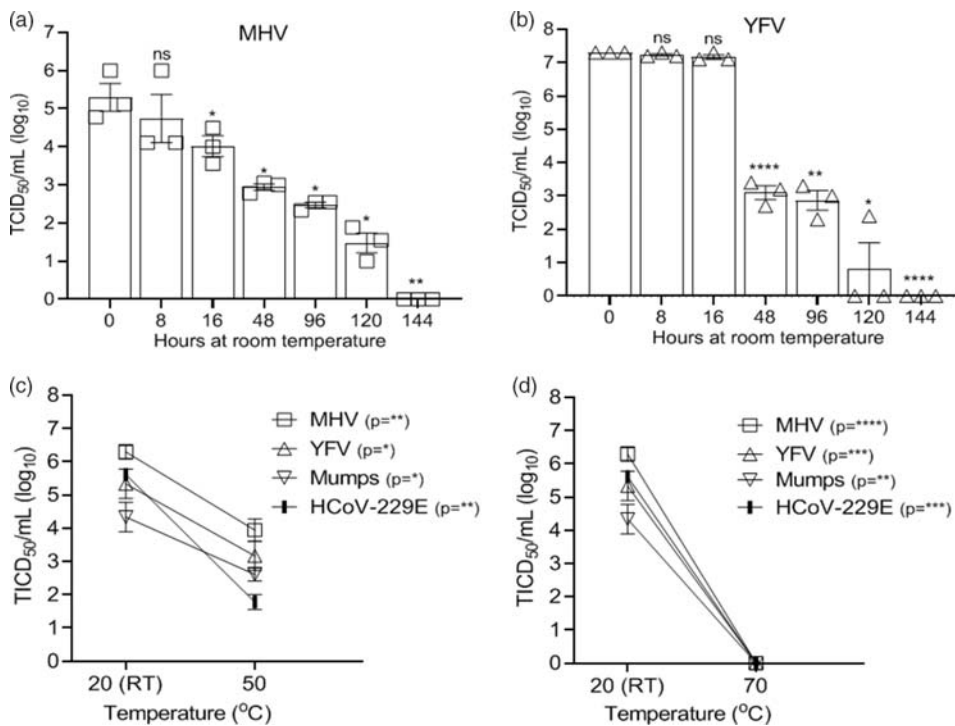 (a)
MHV
TCID50/mL (log10)
7
6
5
4
3
2
1
0
ns
*
*
*
*
**
0 8 16 48 96 120 144
Hours at room temperature
(b)
YFV
TCID50/mL (log10)
8
7
6
5
4
3
2
1
0
ns
ns
****
**
*
****
0 8 16 48 96 120 144
Hours at room temperature
(c)
TICD50/mL (log10)
8
7
6
5
4
3
2
1
0
MHV (p=**)
YFV (p=*)
Mumps (p=*)
HCoV-229E (p=**)
20 (RT) 50
Temperature (oC)
(d)
TICD50/mL (log10)
8
7
6
5
4
3
2
1
0
MHV (p=****)
YFV (p=***)
Mumps (p=**)
HCoV-229E (p=***)
20 (RT) 70
Temperature (oC)